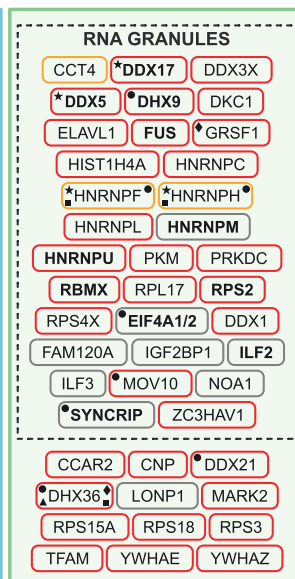 RNA GRANULES
CCT4 ★DDX17 DDX3X
★DDX5 ●DHX9 DKC1
ELAVL1 FUS ♦GRSF1
HIST1H4A HNRNPC
★■HNRNPF● ★■HNRNPH●
HNRNPL HNRNPM
HNRNPU PKM PRKDC
RBMX RPL17 RPS2
RPS4X ●EIF4A1/2 DDX1
FAM120A IGF2BP1 ILF2
ILF3 ●MOV10 NOA1
●SYNCRIP ZC3HAV1
CCAR2 CNP ●DDX21
●▲DHX36♦■ LONP1 MARK2
RPS15A RPS18 RPS3
TFAM YWHAE YWHAZ